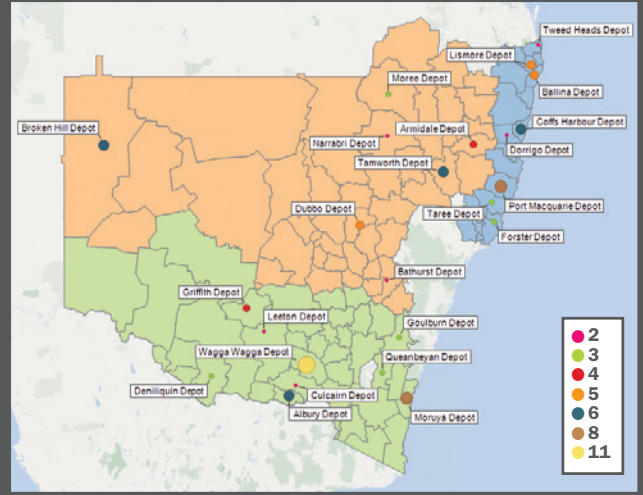 Tweed Heads Depot
Lismore Depot
Moree Depot
Ballina Depot
Broken Hill Depot
Armidale Depot
Coffs Harbour Depot
Narrabri Depot
Dorrigo Depot
Tamworth Depot
Dubbo Depot
Taree Depot
Port Macquarie Depot
Forster Depot
Bathurst Depot
Griffith Depot
Leeton Depot
Goulburn Depot
Wagga Wagga Depot
Queanbeyan Depot
Deniliquin Depot
Culcairn Depot
Albury Depot
Moruya Depot
2
3
4
5
6
8
11